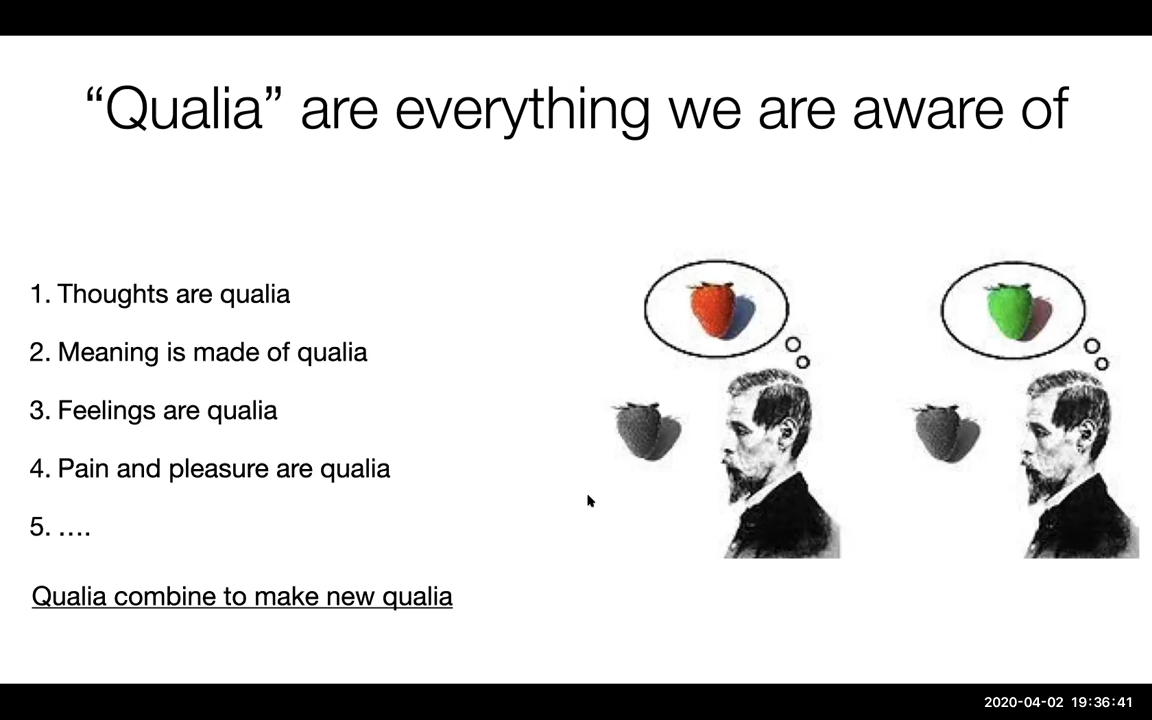 “Qualia” are everything we are aware of
1. Thoughts are qualia
2. Meaning is made of qualia
3. Feelings are qualia
4. Pain and pleasure are qualia
5. ….
Qualia combine to make new qualia
2020-04-02 19:36:41